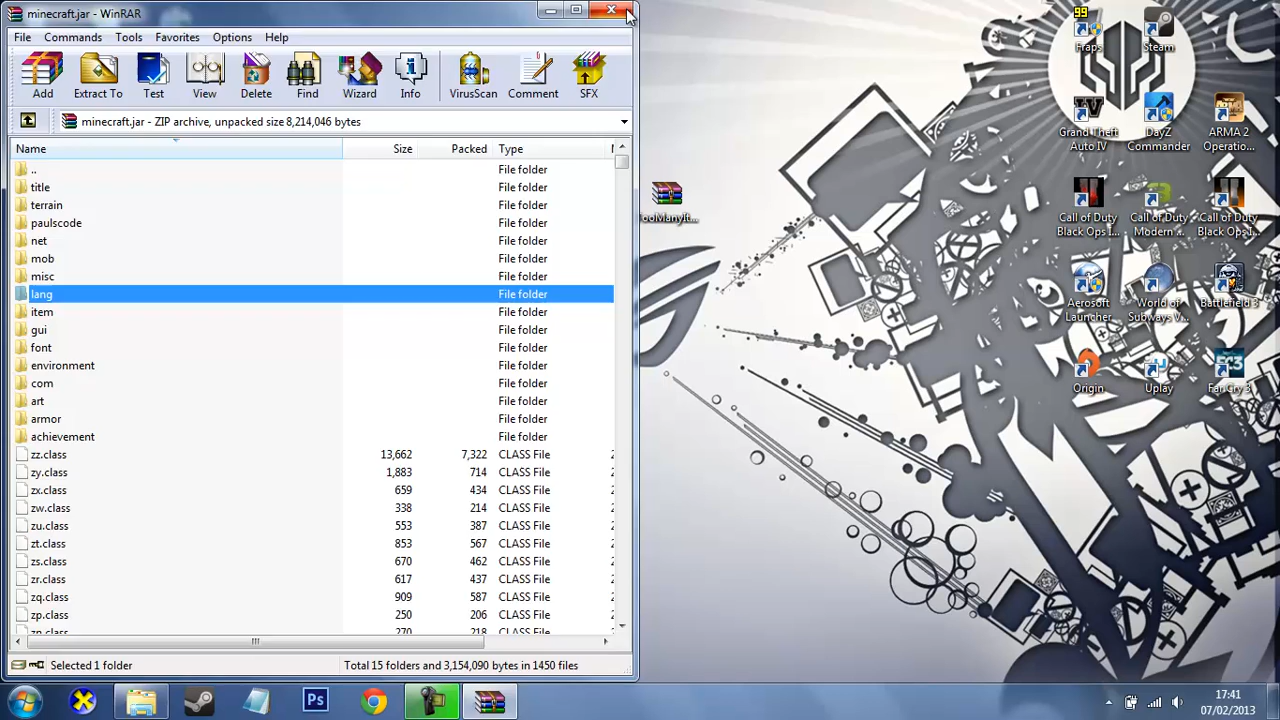 minecraft.jar - WinRAR
File Commands Tools Favorites Options Help
Add Extract To Test View Delete Find Wizard Info VirusScan Comment SFX
minecraft.jar - ZIP archive, unpacked size 8,214,046 bytes
Name Size Packed Type
.. File folder
title File folder
terrain File folder
paulscode File folder
net File folder
mob File folder
misc File folder
lang File folder
item File folder
gui File folder
font File folder
environment File folder
com File folder
art File folder
armor File folder
achievement File folder
zz.class 13,662 7,322 CLASS File
zy.class 1,883 714 CLASS File
zx.class 659 434 CLASS File
zw.class 338 214 CLASS File
zu.class 553 387 CLASS File
zt.class 853 567 CLASS File
zs.class 670 462 CLASS File
zr.class 617 437 CLASS File
zq.class 909 587 CLASS File
zp.class 250 206 CLASS File
zn.class 270 218 CLASS File
Selected 1 folder
Total 15 folders and 3,154,090 bytes in 1450 files
TooManyIt...
99
Fraps
Steam
Grand Theft Auto IV
DayZ Commander
ARMA 2 Operatio...
Call of Duty Black Ops I...
Call of Duty Modern ...
Call of Duty Black Ops I...
Aerosoft Launcher
World of Subways V...
Battlefield 3
Origin
Uplay
Far Cry 3
Ps
17:41
07/02/2013